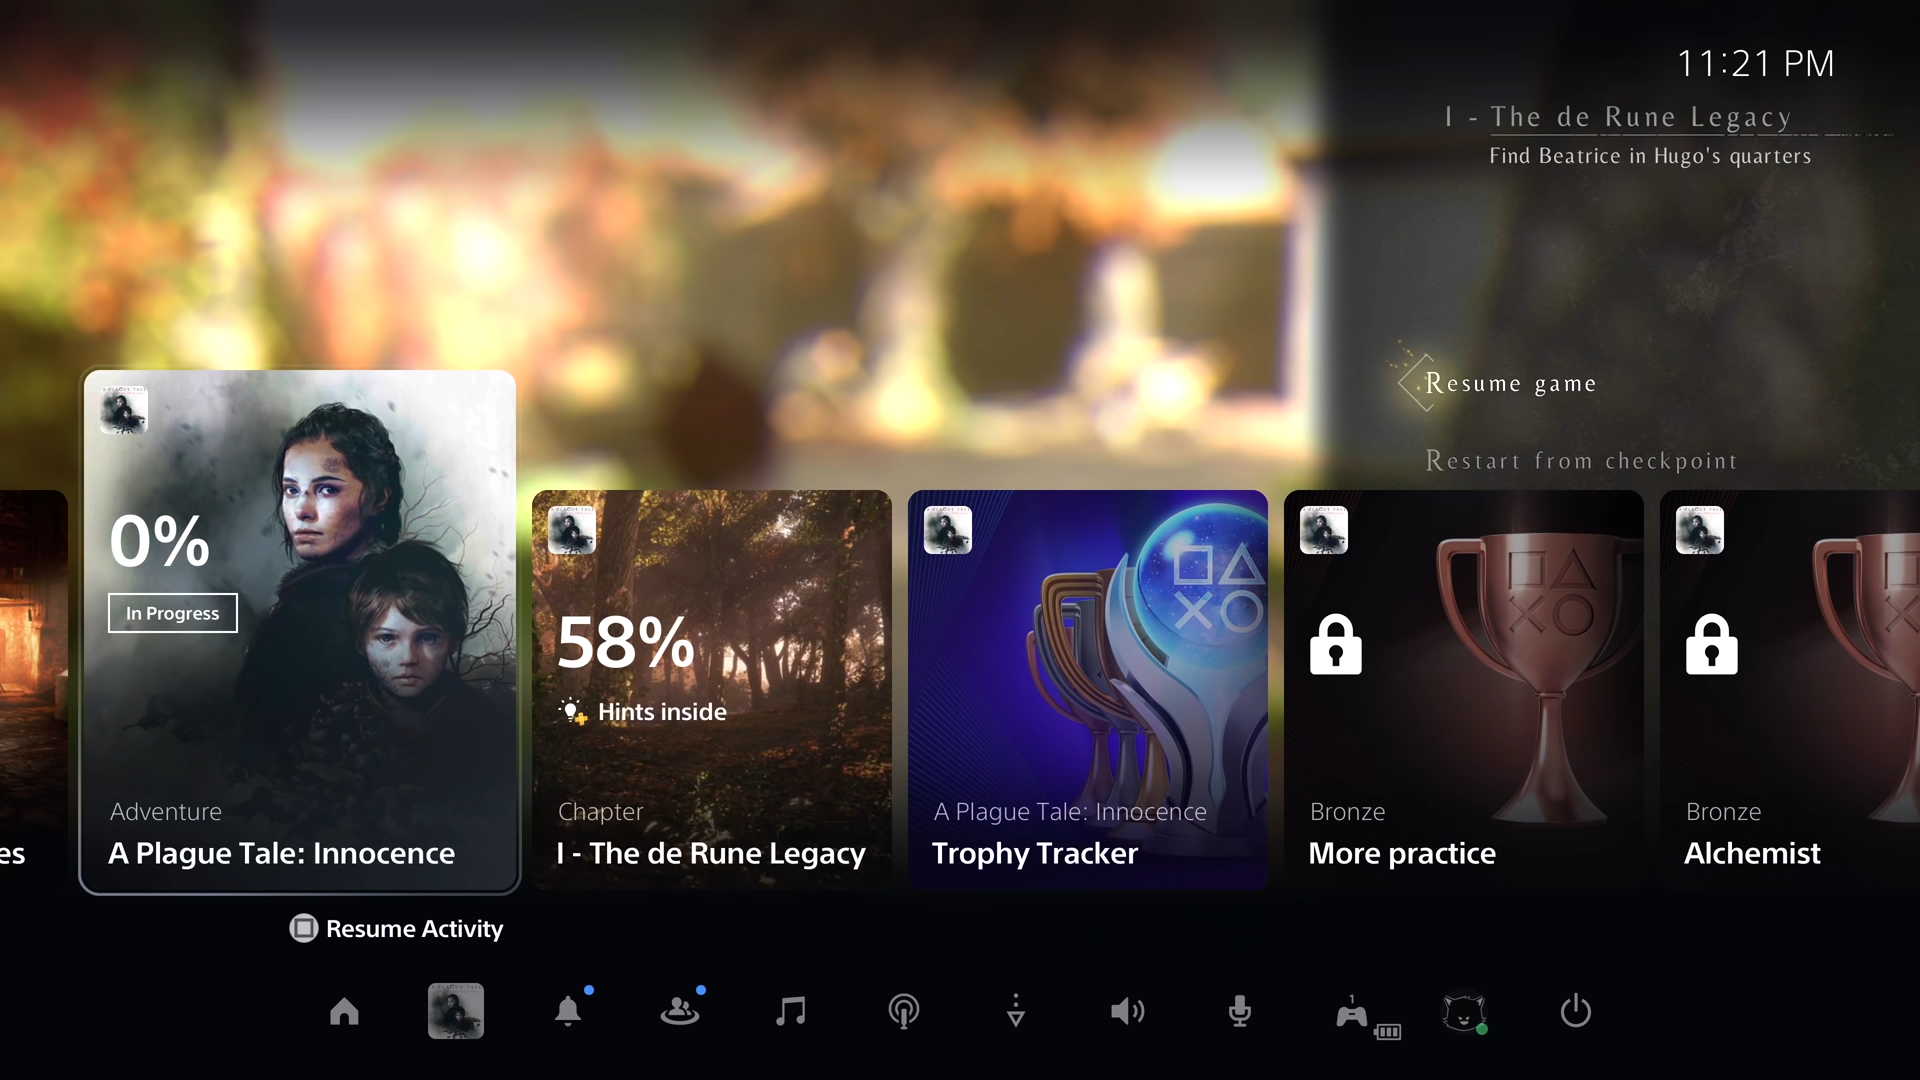 11:21 PM
I - The de Rune Legacy
Find Beatrice in Hugo's quarters
Resume game
Restart from checkpoint
es
0%
In Progress
Adventure
A Plague Tale: Innocence
58%
Hints inside
Chapter
I - The de Rune Legacy
A Plague Tale: Innocence
Trophy Tracker
Bronze
More practice
Bronze
Alchemist
Resume Activity
1